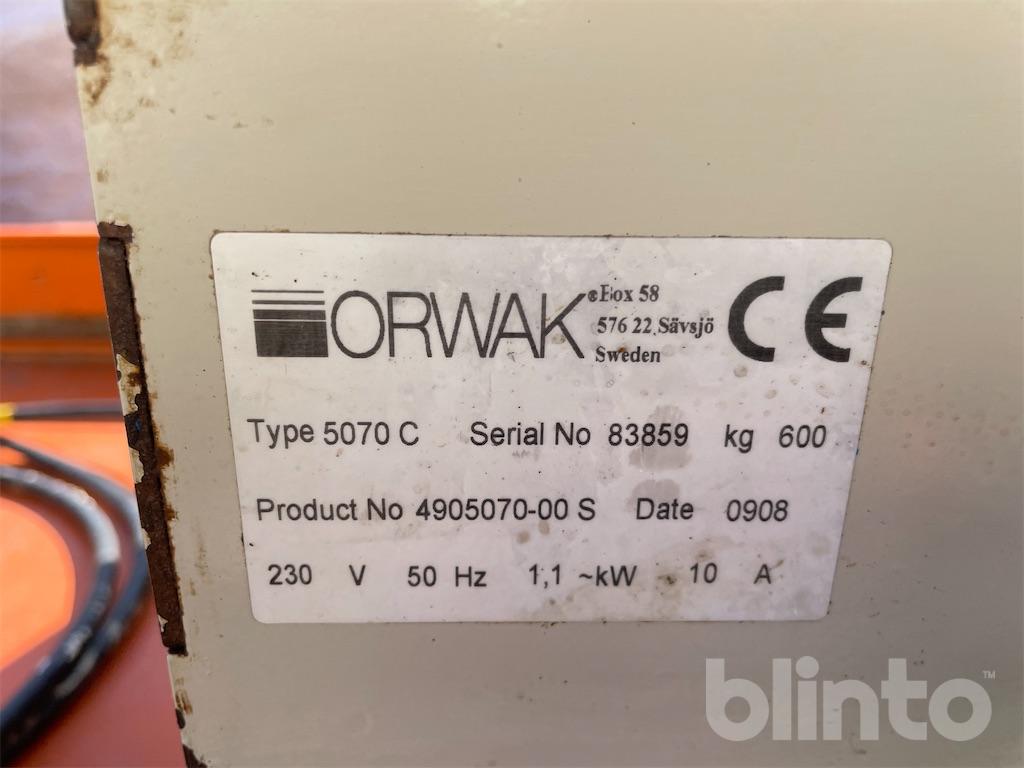 ORWAK® Box 58
576 22 Sävsjö
Sweden
CE
Type 5070 C Serial No 83859 kg 600
Product No 4905070-00 S Date 0908
230 V 50 Hz 1,1 ~kW 10 A
blinto™